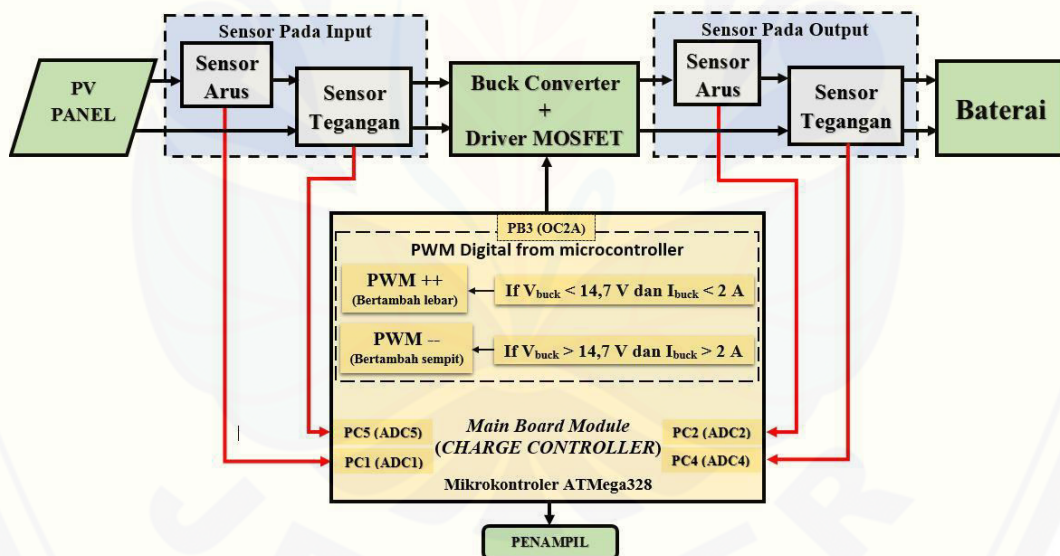 Sensor Pada Input
Sensor Pada Output
PV
PANEL
Sensor
Arus
Sensor
Tegangan
Buck Converter
+
Driver MOSFET
Sensor
Arus
Sensor
Tegangan
Baterai
PB3 (OC2A)
PWM Digital from microcontroller
PWM ++
(Bertambah lebar)
If Vbuck < 14,7 V dan Ibuck < 2 A
PWM --
(Bertambah sempit)
If Vbuck > 14,7 V dan Ibuck > 2 A
PC5 (ADC5)
PC1 (ADC1)
Main Board Module
(CHARGE CONTROLLER)
PC2 (ADC2)
PC4 (ADC4)
Mikrokontroler ATMega328
PENAMPIL